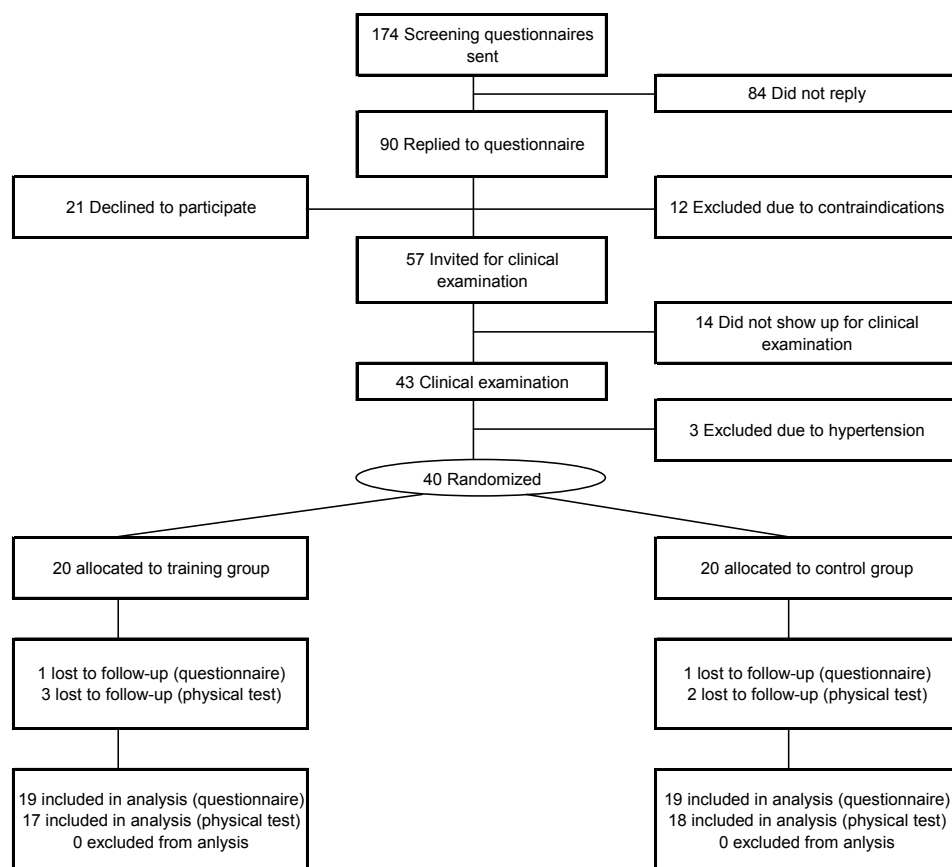 174 Screening questionnaires
sent
84 Did not reply
90 Replied to questionnaire
21 Declined to participate
12 Excluded due to contraindications
57 Invited for clinical
examination
14 Did not show up for clinical
examination
43 Clinical examination
3 Excluded due to hypertension
40 Randomized
20 allocated to training group
20 allocated to control group
1 lost to follow-up (questionnaire)
3 lost to follow-up (physical test)
1 lost to follow-up (questionnaire)
2 lost to follow-up (physical test)
19 included in analysis (questionnaire)
17 included in analysis (physical test)
0 excluded from anlysis
19 included in analysis (questionnaire)
18 included in analysis (physical test)
0 excluded from anlysis